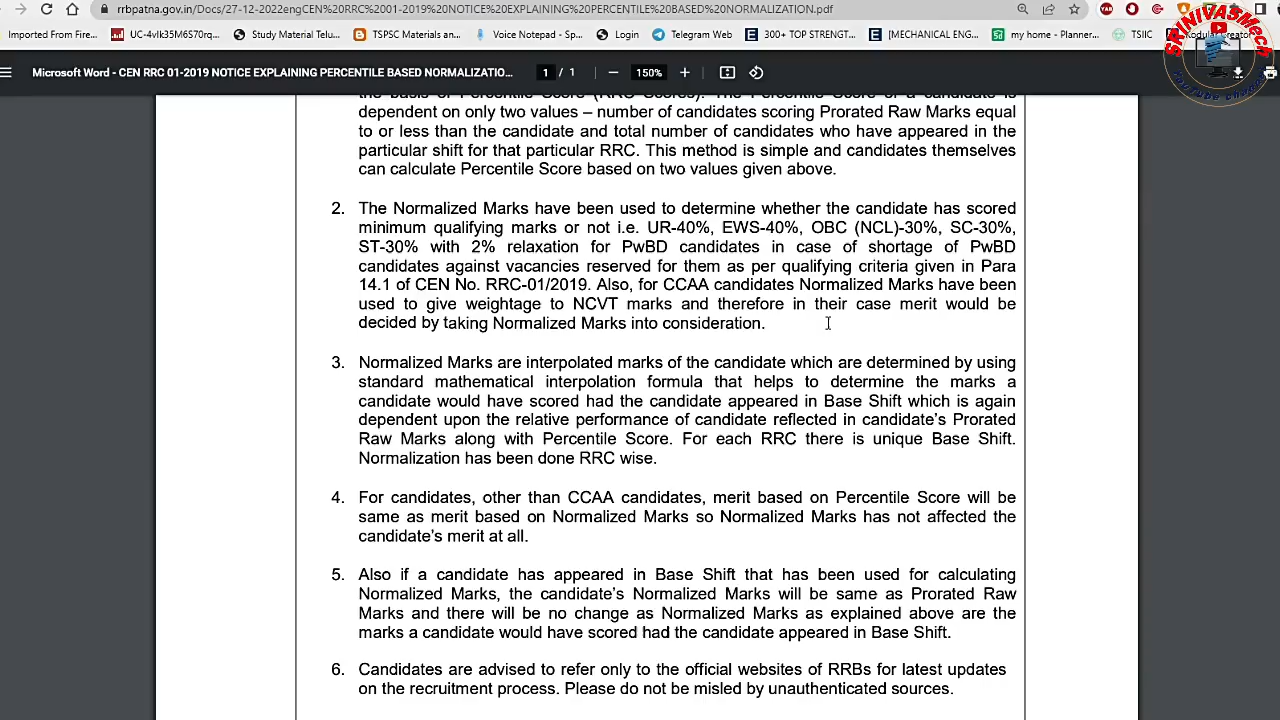 rrbpatna.gov.in/Docs/27-12-2022engCEN%20RRC%2001-2019%20NOTICE%20EXPLAINING%20PERCENTILE%20BASED%20NORMALIZATION.pdf
Imported From Fire... UC-4vIk35M6S70rq... Study Material Telu... TSPSC Materials an... Voice Notepad - Sp... Login Telegram Web 300+ TOP STRENGT... [MECHANICAL ENG... my home - Planner... TSIIC
SRINIVASMech
YouTube channel
Microsoft Word - CEN RRC 01-2019 NOTICE EXPLAINING PERCENTILE BASED NORMALIZATIO... 1 / 1 − 150% +
the basis of Percentile Score (RRC Scores). The Percentile Score of a candidate is
dependent on only two values – number of candidates scoring Prorated Raw Marks equal
to or less than the candidate and total number of candidates who have appeared in the
particular shift for that particular RRC. This method is simple and candidates themselves
can calculate Percentile Score based on two values given above.
2. The Normalized Marks have been used to determine whether the candidate has scored
minimum qualifying marks or not i.e. UR-40%, EWS-40%, OBC (NCL)-30%, SC-30%,
ST-30% with 2% relaxation for PwBD candidates in case of shortage of PwBD
candidates against vacancies reserved for them as per qualifying criteria given in Para
14.1 of CEN No. RRC-01/2019. Also, for CCAA candidates Normalized Marks have been
used to give weightage to NCVT marks and therefore in their case merit would be
decided by taking Normalized Marks into consideration.
3. Normalized Marks are interpolated marks of the candidate which are determined by using
standard mathematical interpolation formula that helps to determine the marks a
candidate would have scored had the candidate appeared in Base Shift which is again
dependent upon the relative performance of candidate reflected in candidate's Prorated
Raw Marks along with Percentile Score. For each RRC there is unique Base Shift.
Normalization has been done RRC wise.
4. For candidates, other than CCAA candidates, merit based on Percentile Score will be
same as merit based on Normalized Marks so Normalized Marks has not affected the
candidate's merit at all.
5. Also if a candidate has appeared in Base Shift that has been used for calculating
Normalized Marks, the candidate's Normalized Marks will be same as Prorated Raw
Marks and there will be no change as Normalized Marks as explained above are the
marks a candidate would have scored had the candidate appeared in Base Shift.
6. Candidates are advised to refer only to the official websites of RRBs for latest updates
on the recruitment process. Please do not be misled by unauthenticated sources.